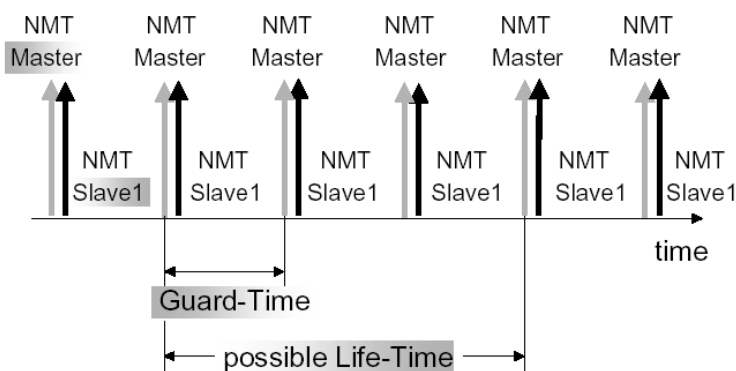 NMT NMT NMT NMT NMT NMT
Master Master Master Master Master Master
NMT NMT NMT NMT NMT NMT
Slave1 Slave1 Slave1 Slave1 Slave1 Slave1
time
Guard-Time
possible Life-Time